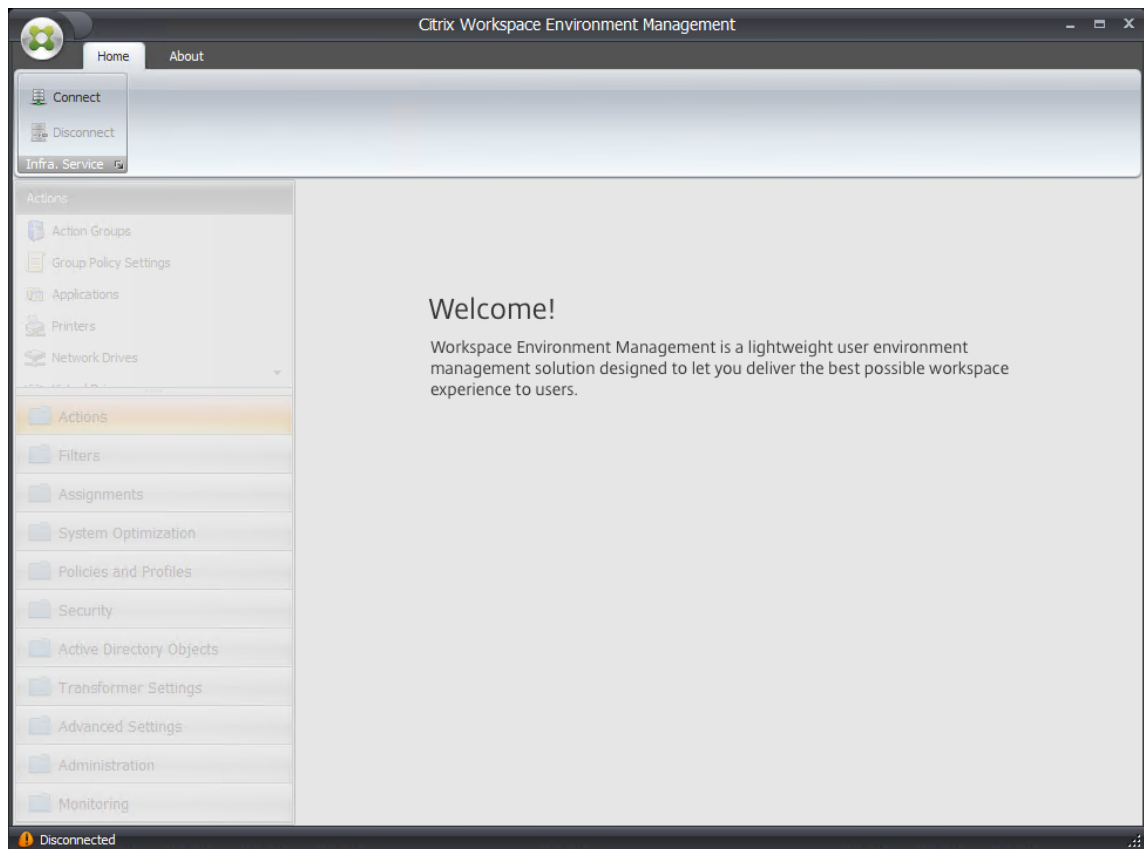 Citrix Workspace Environment Management
Home About
Connect
Disconnect
Infra. Service
Actions
Action Groups
Group Policy Settings
Applications
Printers
Network Drives
Actions
Filters
Assignments
System Optimization
Policies and Profiles
Security
Active Directory Objects
Transformer Settings
Advanced Settings
Administration
Monitoring
Welcome!
Workspace Environment Management is a lightweight user environment
management solution designed to let you deliver the best possible workspace
experience to users.
Disconnected